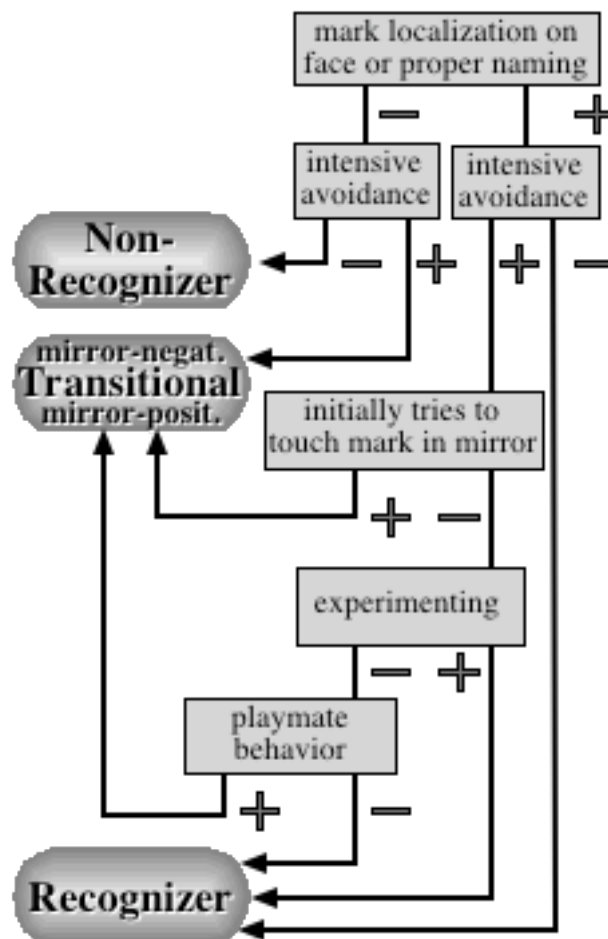 mark localization on
face or proper naming
− +
intensive
avoidance
intensive
avoidance
Non-
Recognizer
− + + −
mirror-negat.
Transitional
mirror-posit.
initially tries to
touch mark in mirror
+ −
experimenting
− +
playmate
behavior
+ −
Recognizer